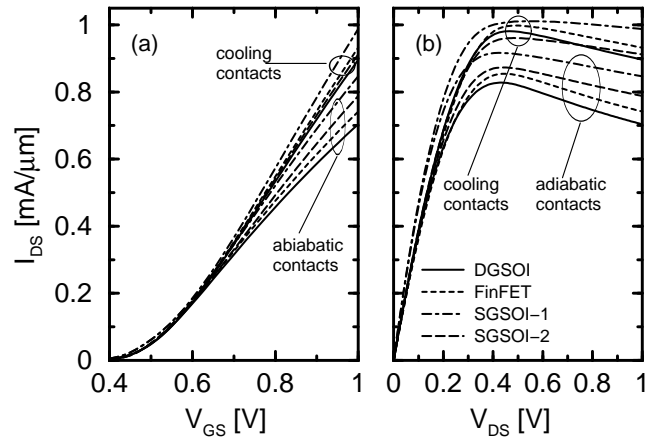 1
0.8
0.6
0.4
0.2
0
I_DS [mA/μm]
(a)
cooling
contacts
abiabatic
contacts
0.4 0.6 0.8 1
V_GS [V]
(b)
cooling
contacts
adiabatic
contacts
DGSOI
FinFET
SGSOI−1
SGSOI−2
0 0.2 0.4 0.6 0.8 1
V_DS [V]